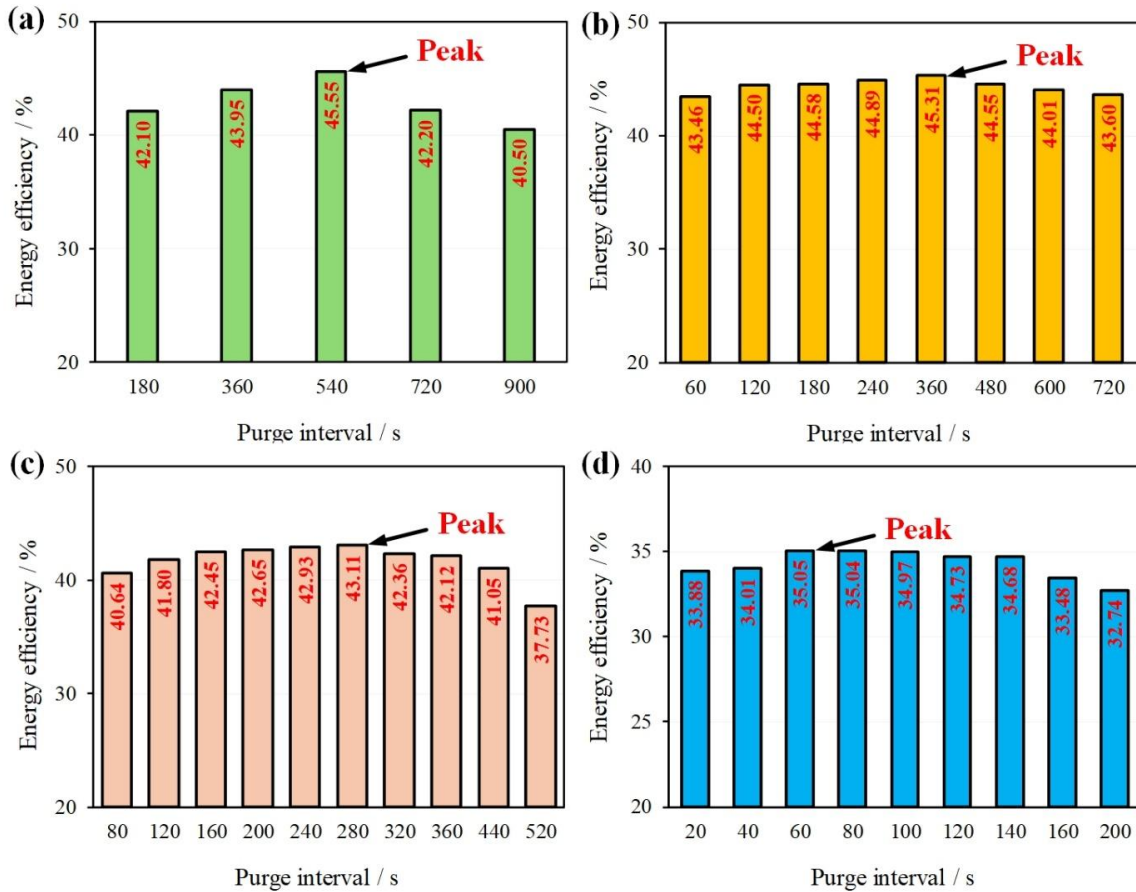 (a)
50
40
30
20
Energy efficiency / %
Peak
42.10
43.95
45.55
42.20
40.50
180 360 540 720 900
Purge interval / s
(b)
50
40
30
20
Energy efficiency / %
Peak
43.46
44.50
44.58
44.89
45.31
44.55
44.01
43.60
60 120 180 240 360 480 600 720
Purge interval / s
(c)
50
40
30
20
Energy efficiency / %
Peak
40.64
41.80
42.45
42.65
42.93
43.11
42.36
42.12
41.05
37.73
80 120 160 200 240 280 320 360 440 520
Purge interval / s
(d)
40
35
30
25
20
Energy efficiency / %
Peak
33.88
34.01
35.05
35.04
34.97
34.73
34.68
33.48
32.74
20 40 60 80 100 120 140 160 200
Purge interval / s